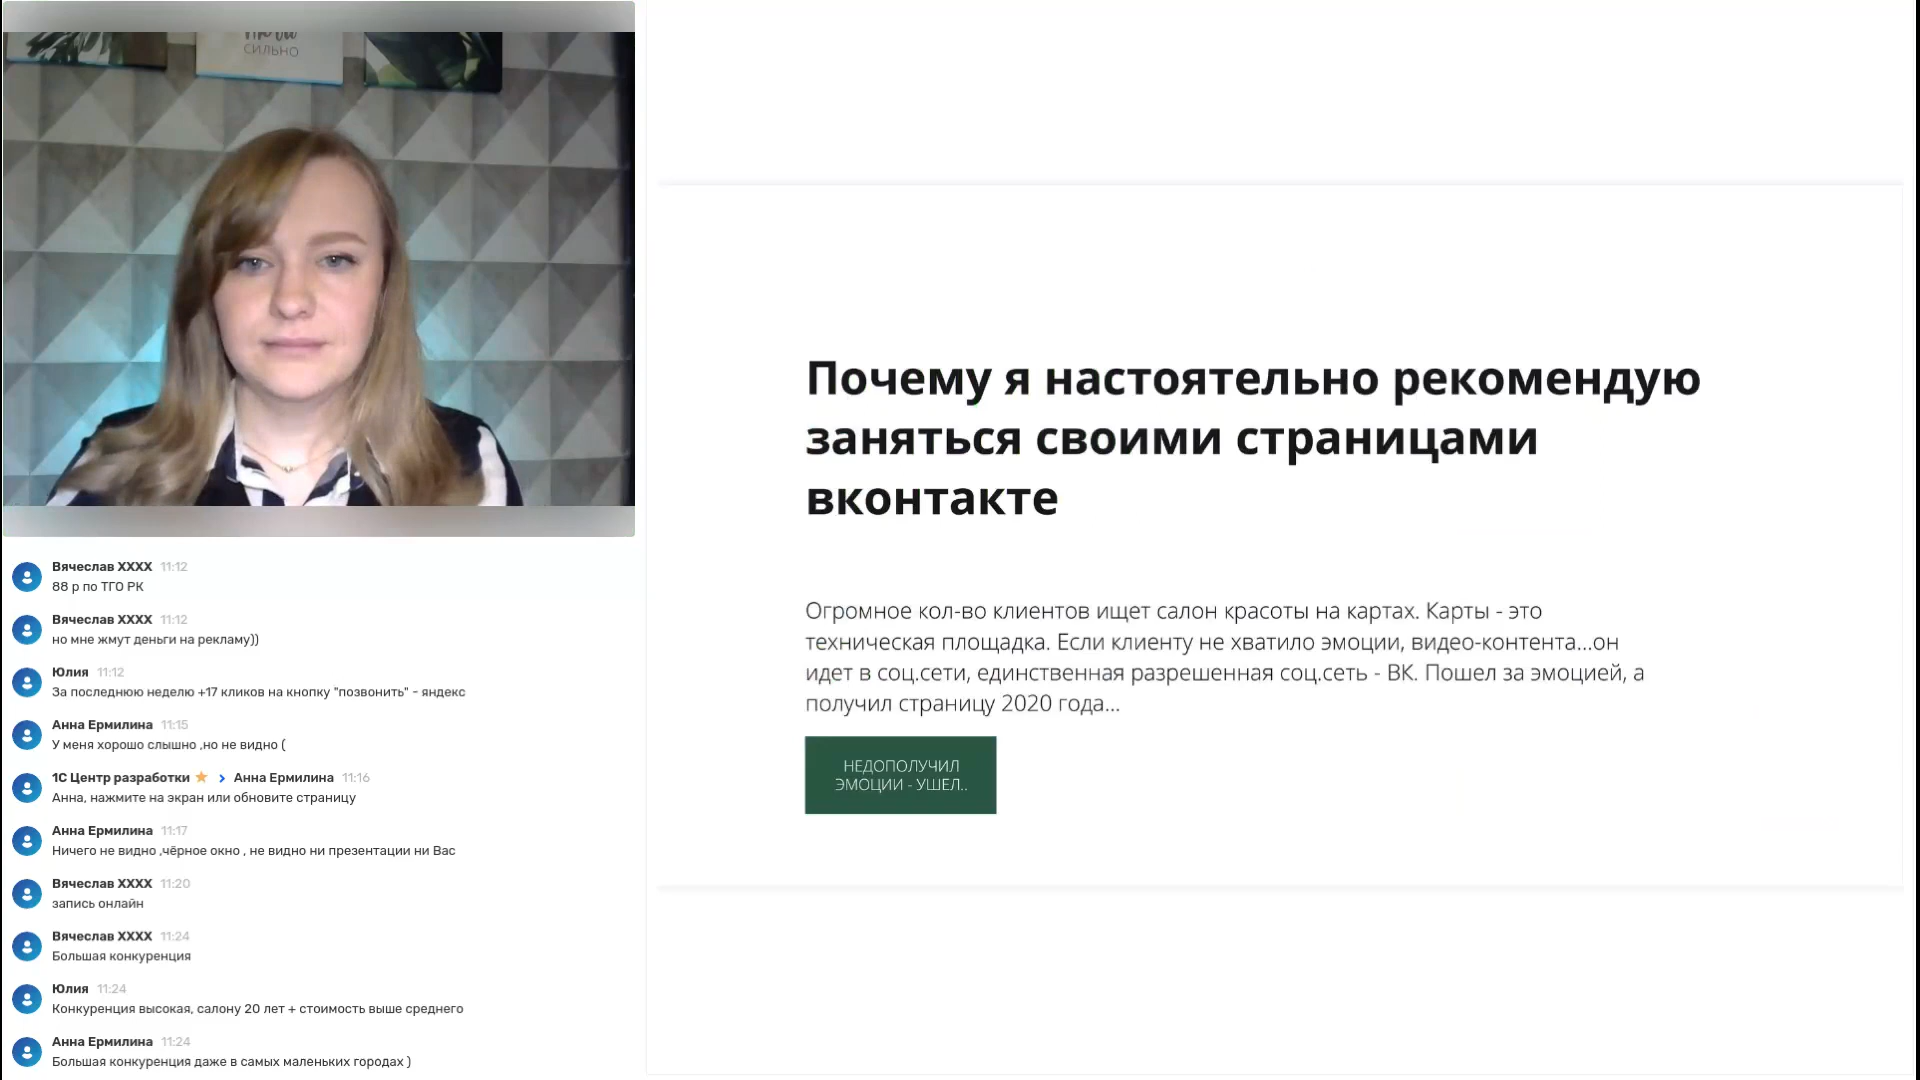 СИЛЬНО
Вячеслав ХХХХ 11:12
88 р по ТГО РК
Вячеслав ХХХХ 11:12
но мне жмут деньги на рекламу))
Юлия 11:12
За последнюю неделю +17 кликов на кнопку "позвонить" - яндекс
Анна Ермилина 11:15
У меня хорошо слышно ,но не видно (
1С Центр разработки > Анна Ермилина 11:16
Анна, нажмите на экран или обновите страницу
Анна Ермилина 11:17
Ничего не видно ,чёрное окно , не видно ни презентации ни Вас
Вячеслав ХХХХ 11:20
запись онлайн
Вячеслав ХХХХ 11:24
Большая конкуренция
Юлия 11:24
Конкуренция высокая, салону 20 лет + стоимость выше среднего
Анна Ермилина 11:24
Большая конкуренция даже в самых маленьких городах )
Почему я настоятельно рекомендую
заняться своими страницами
вконтакте
Огромное кол-во клиентов ищет салон красоты на картах. Карты - это
техническая площадка. Если клиенту не хватило эмоции, видео-контента...он
идет в соц.сети, единственная разрешенная соц.сеть - ВК. Пошел за эмоцией, а
получил страницу 2020 года...
НЕДОПОЛУЧИЛ
ЭМОЦИИ - УШЕЛ..